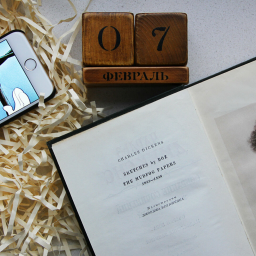 07
ФЕВРАЛЬ
CHARLES DICKENS
SKETCHES by BOZ
THE MUDFOG PAPERS